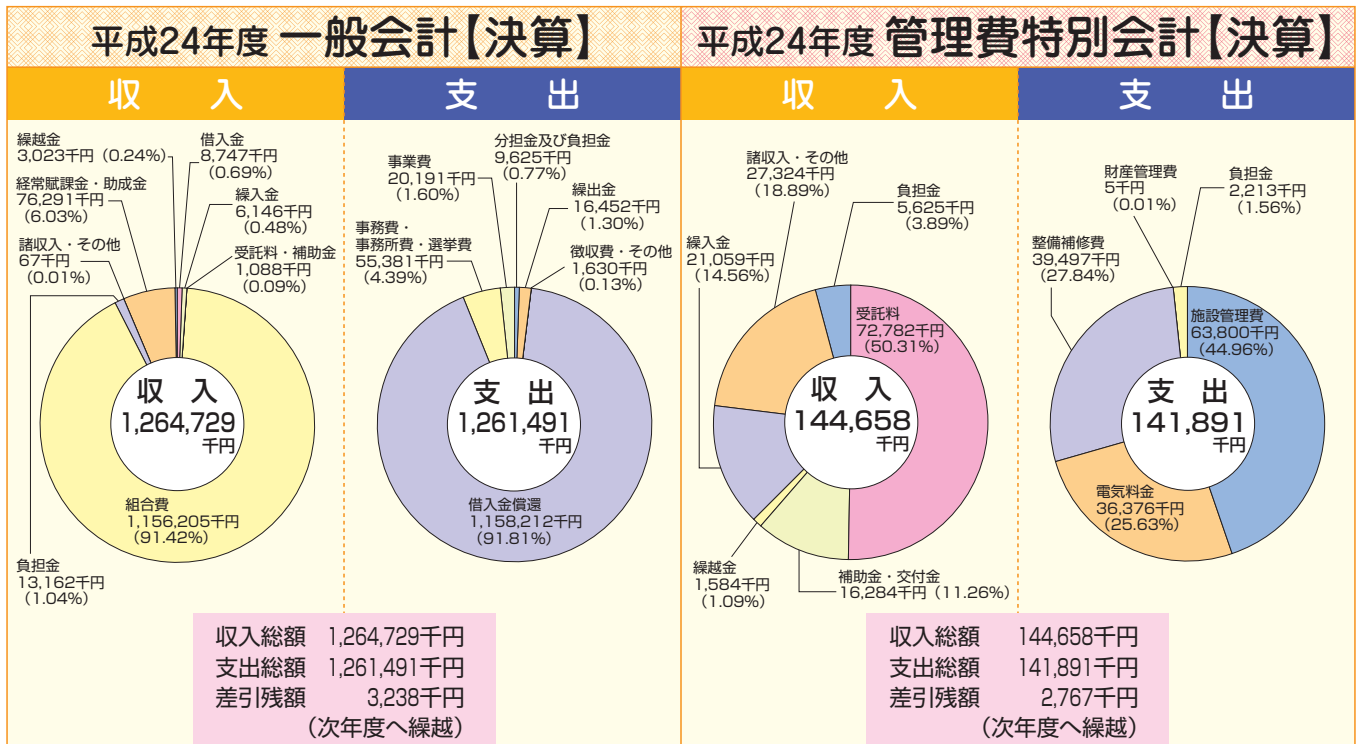 平成24年度 一般会計【決算】
収 入
支 出
繰越金
3,023千円（0.24%）
借入金
8,747千円
（0.69%）
経常賦課金・助成金
76,291千円
（6.03%）
繰入金
6,146千円
（0.48%）
諸収入・その他
67千円
（0.01%）
受託料・補助金
1,088千円
（0.09%）
収 入
1,264,729
千円
組合費
1,156,205千円
（91.42%）
負担金
13,162千円
（1.04%）
分担金及び負担金
9,625千円
（0.77%）
事業費
20,191千円
（1.60%）
繰出金
16,452千円
（1.30%）
事務費・
事務所費・選挙費
55,381千円
（4.39%）
徴収費・その他
1,630千円
（0.13%）
支 出
1,261,491
千円
借入金償還
1,158,212千円
（91.81%）
収入総額 1,264,729千円
支出総額 1,261,491千円
差引残額 3,238千円
（次年度へ繰越）
平成24年度 管理費特別会計【決算】
収 入
支 出
諸収入・その他
27,324千円
（18.89%）
負担金
5,625千円
（3.89%）
繰入金
21,059千円
（14.56%）
受託料
72,782千円
（50.31%）
収 入
144,658
千円
繰越金
1,584千円
（1.09%）
補助金・交付金
16,284千円（11.26%）
財産管理費
5千円
（0.01%）
負担金
2,213千円
（1.56%）
整備補修費
39,497千円
（27.84%）
施設管理費
63,800千円
（44.96%）
支 出
141,891
千円
電気料金
36,376千円
（25.63%）
収入総額 144,658千円
支出総額 141,891千円
差引残額 2,767千円
（次年度へ繰越）